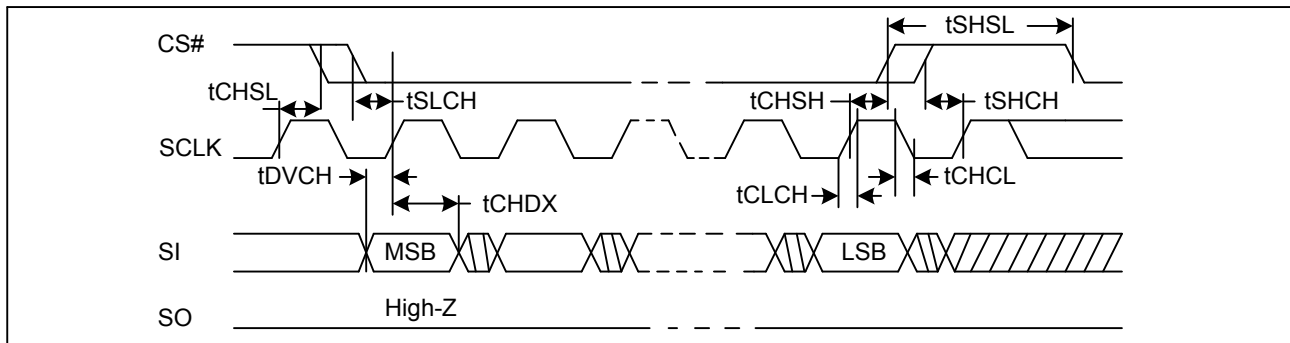 tSHSL
CS#
tCHSL
tSLCH
tCHSH
tSHCH
SCLK
tDVCH
tCHDX
tCLCH
tCHCL
SI
MSB
LSB
High-Z
SO